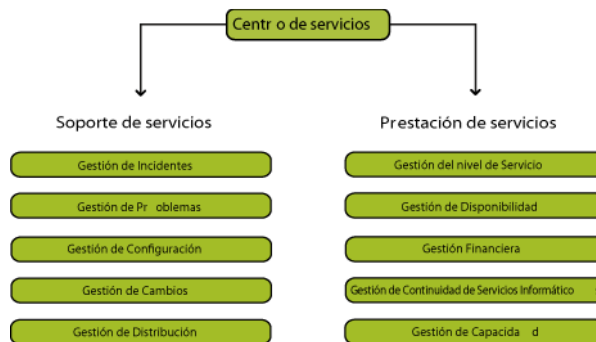 Centr o de servicios
Soporte de servicios
Gestión de Incidentes
Gestión de Pr oblemas
Gestión de Configuración
Gestión de Cambios
Gestión de Distribución
Prestación de servicios
Gestión del nivel de Servicio
Gestión de Disponibilidad
Gestión Financiera
Gestión de Continuidad de Servicios Informático
Gestión de Capacida d